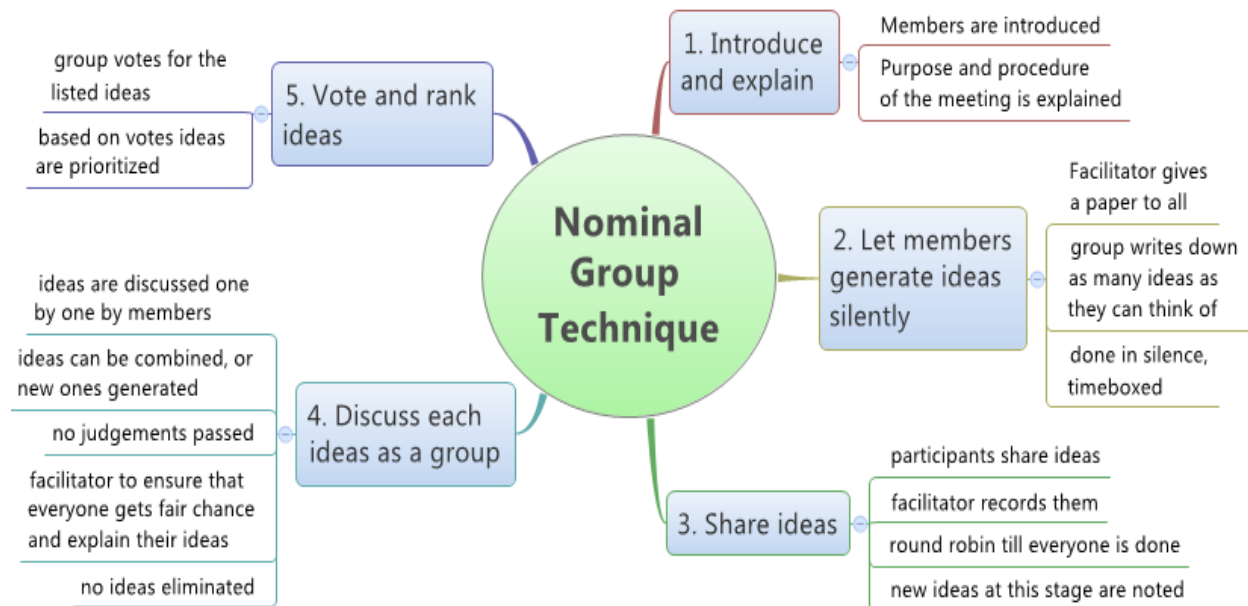 Nominal
Group
Technique
1. Introduce
and explain
Members are introduced
Purpose and procedure
of the meeting is explained
2. Let members
generate ideas
silently
Facilitator gives
a paper to all
group writes down
as many ideas as
they can think of
done in silence,
timeboxed
3. Share ideas
participants share ideas
facilitator records them
round robin till everyone is done
new ideas at this stage are noted
4. Discuss each
ideas as a group
ideas are discussed one
by one by members
ideas can be combined, or
new ones generated
no judgements passed
facilitator to ensure that
everyone gets fair chance
and explain their ideas
no ideas eliminated
5. Vote and rank
ideas
group votes for the
listed ideas
based on votes ideas
are prioritized